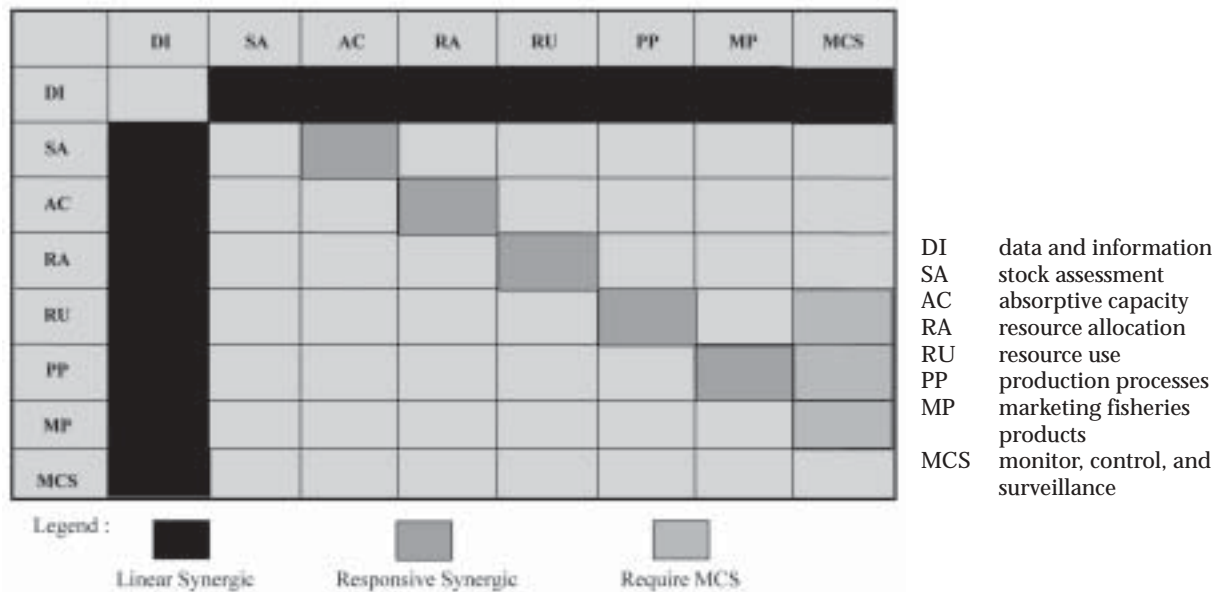 DI SA AC RA RU PP MP MCS
DI
SA
AC
RA
RU
PP
MP
MCS
DI data and information
SA stock assessment
AC absorptive capacity
RA resource allocation
RU resource use
PP production processes
MP marketing fisheries
products
MCS monitor, control, and
surveillance
Legend :
Linear Synergic Responsive Synergic Require MCS